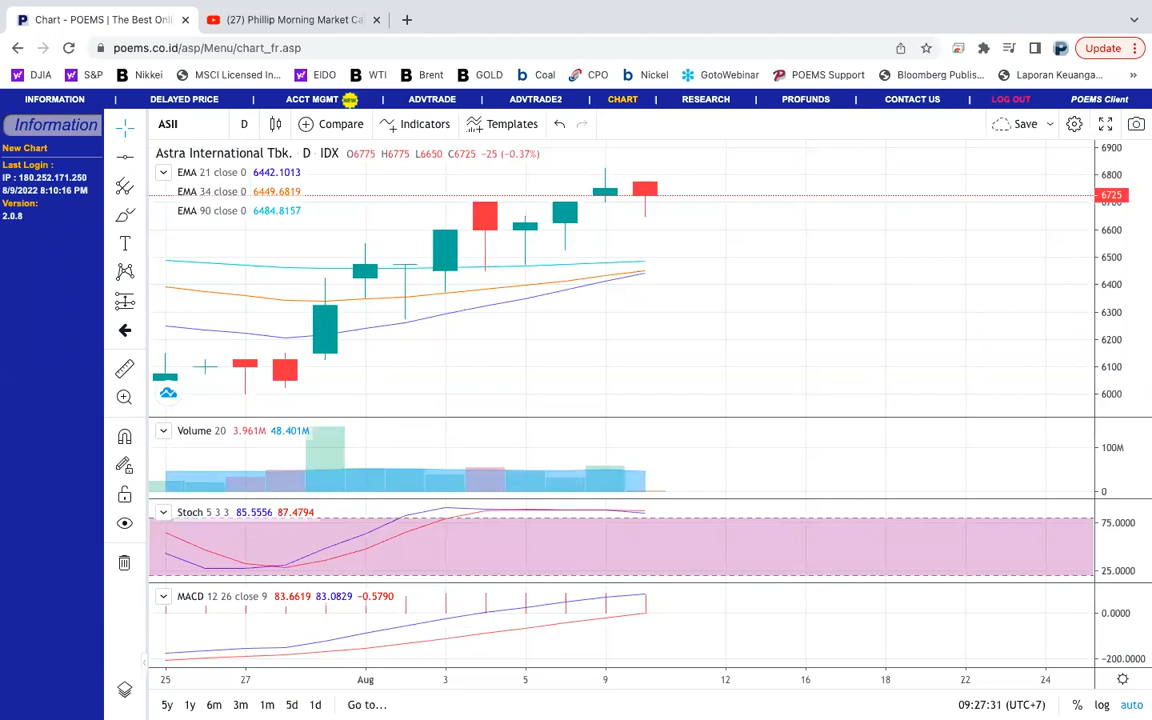 Chart - POEMS | The Best Onli
(27) Phillip Morning Market Ca
poems.co.id/asp/Menu/chart_fr.asp
Update
DJIA
S&P
Nikkei
MSCI Licensed In...
EIDO
WTI
Brent
GOLD
Coal
CPO
Nickel
GotoWebinar
POEMS Support
Bloomberg Publis...
Laporan Keuanga...
»
INFORMATION | DELAYED PRICE | ACCT MGMT NEW | ADVTRADE | ADVTRADE2 | CHART | RESEARCH | PROFUNDS | CONTACT US | LOG OUT | POEMS Client
Information
New Chart
Last Login :
IP : 180.252.171.250
8/9/2022 8:10:16 PM
Version:
2.0.8
ASII
D
Compare
Indicators
Templates
Save
Astra International Tbk. · D · IDX O6775 H6775 L6650 C6725 −25 (−0.37%)
EMA 21 close 0 6442.1013
EMA 34 close 0 6449.6819
EMA 90 close 0 6484.8157
6900
6800
6725
6700
6600
6500
6400
6300
6200
6100
6000
Volume 20 3.961M 48.401M
100M
0
Stoch 5 3 3 85.5556 87.4794
75.0000
25.0000
MACD 12 26 close 9 83.6619 83.0829 −0.5790
0.0000
−200.0000
25 27 Aug 3 5 9 12 16 18 22 24
5y 1y 6m 3m 1m 5d 1d Go to...
09:27:31 (UTC+7) % log auto